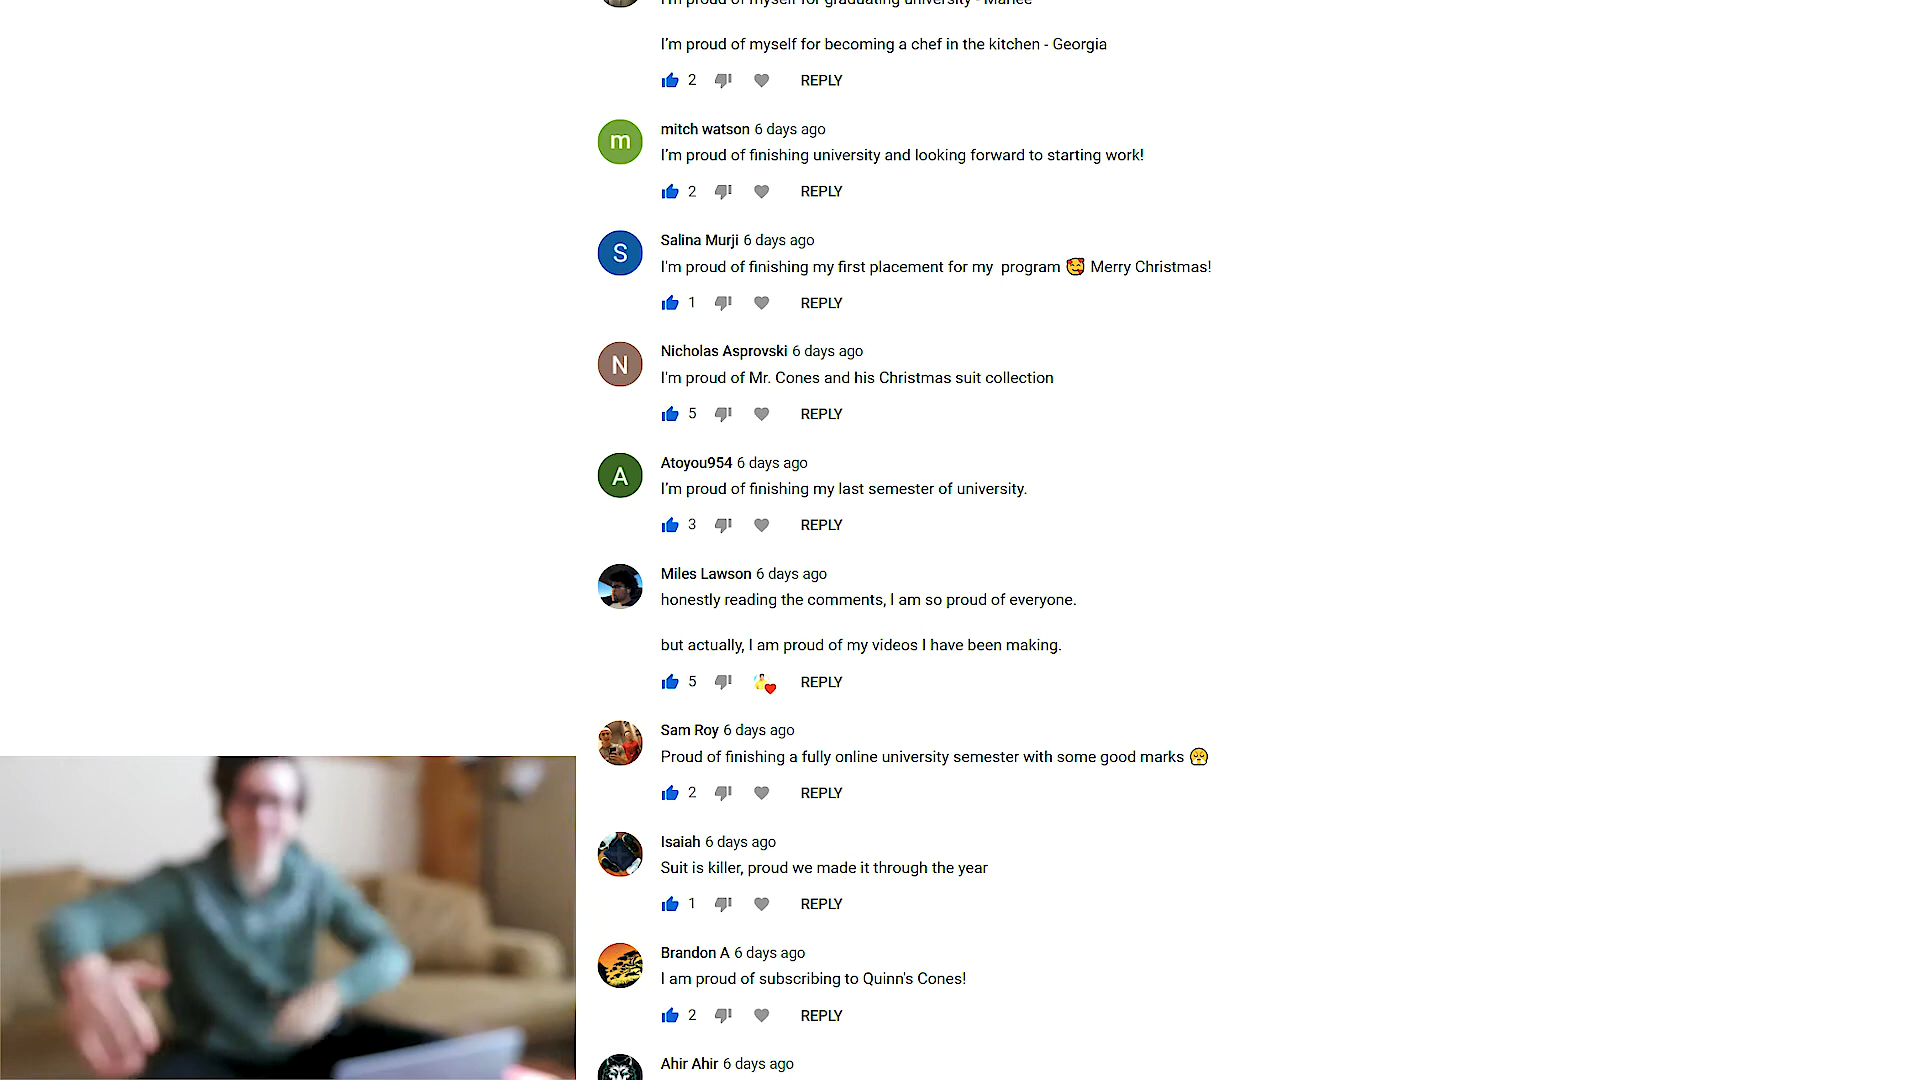 I'm proud of myself for graduating university - Marlee
I'm proud of myself for becoming a chef in the kitchen - Georgia
2 REPLY
m
mitch watson 6 days ago
I'm proud of finishing university and looking forward to starting work!
2 REPLY
S
Salina Murji 6 days ago
I'm proud of finishing my first placement for my  program 🥰 Merry Christmas!
1 REPLY
N
Nicholas Asprovski 6 days ago
I'm proud of Mr. Cones and his Christmas suit collection
5 REPLY
A
Atoyou954 6 days ago
I'm proud of finishing my last semester of university.
3 REPLY
Miles Lawson 6 days ago
honestly reading the comments, I am so proud of everyone.
but actually, I am proud of my videos I have been making.
5 REPLY
Sam Roy 6 days ago
Proud of finishing a fully online university semester with some good marks 😤
2 REPLY
Isaiah 6 days ago
Suit is killer, proud we made it through the year
1 REPLY
Brandon A 6 days ago
I am proud of subscribing to Quinn's Cones!
2 REPLY
Ahir Ahir 6 days ago